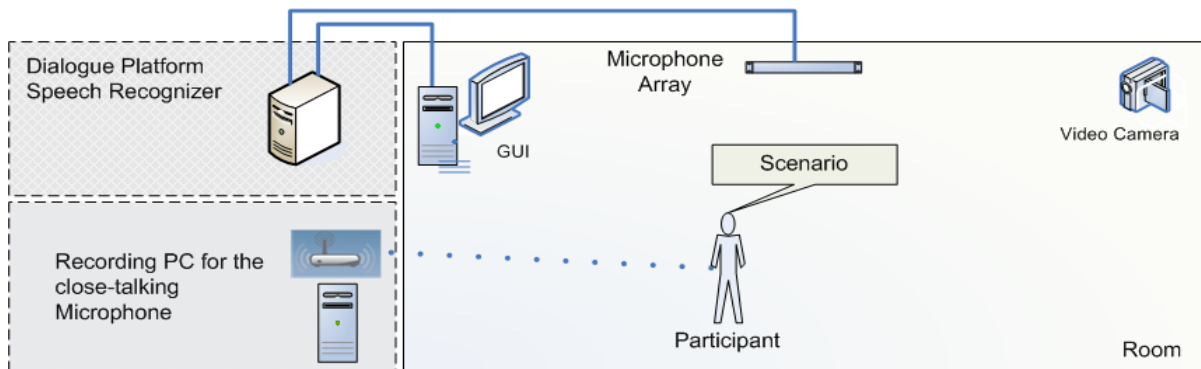 Dialogue Platform
Speech Recognizer
GUI
Microphone
Array
Video Camera
Scenario
Recording PC for the
close-talking
Microphone
Participant
Room